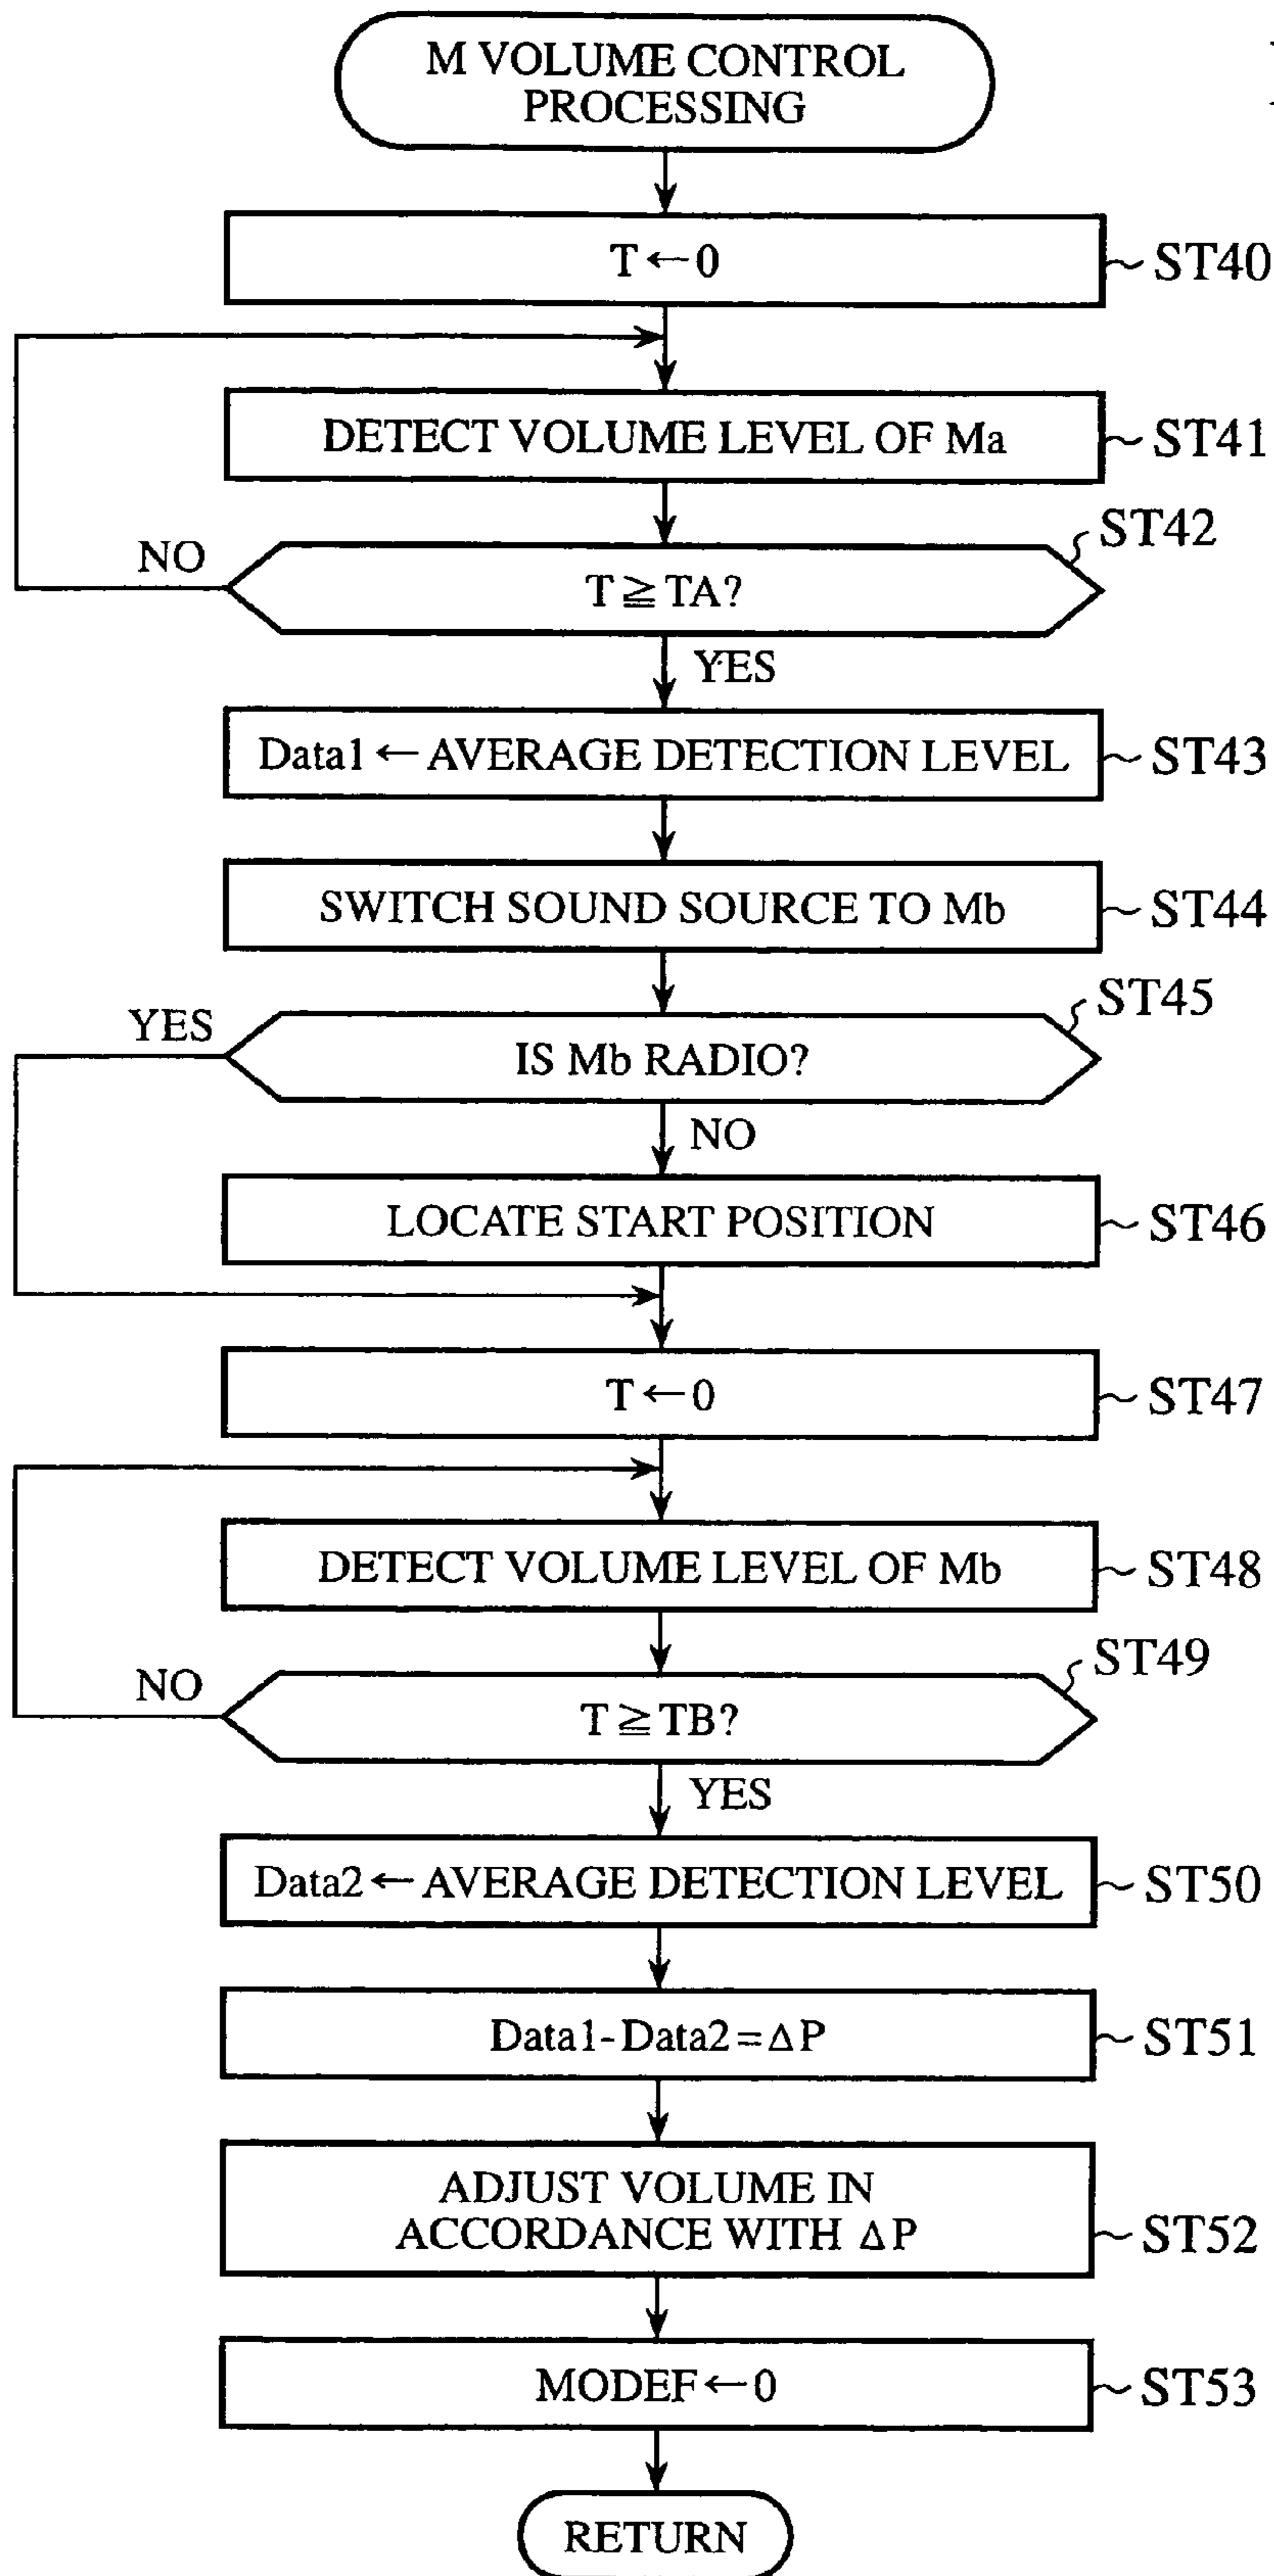 M VOLUME CONTROL
PROCESSING
T←0
ST40
DETECT VOLUME LEVEL OF Ma
ST41
ST42
NO
T≧TA?
YES
Data1←AVERAGE DETECTION LEVEL
ST43
SWITCH SOUND SOURCE TO Mb
ST44
ST45
YES
IS Mb RADIO?
NO
LOCATE START POSITION
ST46
T←0
ST47
DETECT VOLUME LEVEL OF Mb
ST48
ST49
NO
T≧TB?
YES
Data2←AVERAGE DETECTION LEVEL
ST50
Data1-Data2=ΔP
ST51
ADJUST VOLUME IN
ACCORDANCE WITH ΔP
ST52
MODEF←0
ST53
RETURN